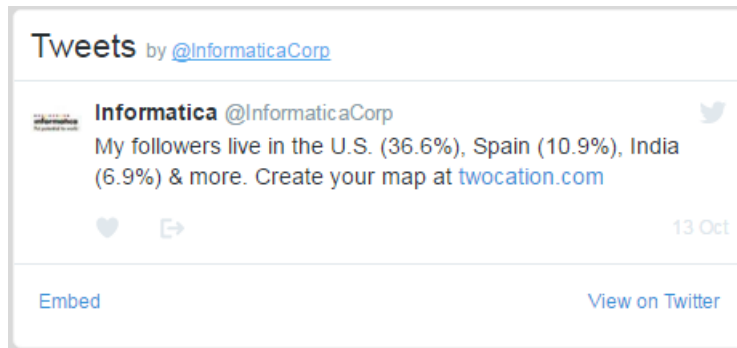 Tweets by @InformaticaCorp
Informatica @InformaticaCorp
My followers live in the U.S. (36.6%), Spain (10.9%), India
(6.9%) & more. Create your map at twocation.com
13 Oct
Embed
View on Twitter